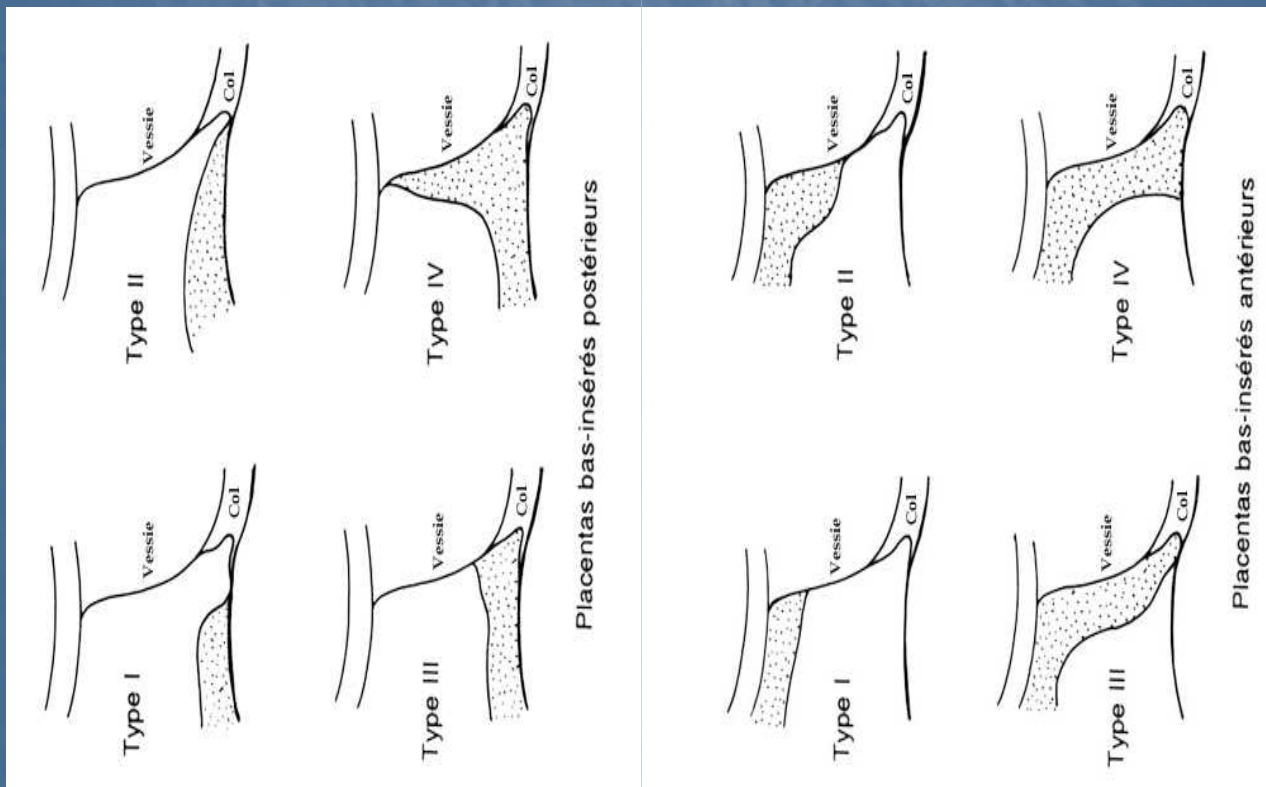 Type I
Vessie
Col
Type II
Vessie
Col
Type III
Vessie
Col
Type IV
Vessie
Col
Placentas bas-insérés postérieurs
Type I
Vessie
Col
Type II
Vessie
Col
Type III
Vessie
Col
Type IV
Vessie
Col
Placentas bas-insérés antérieurs